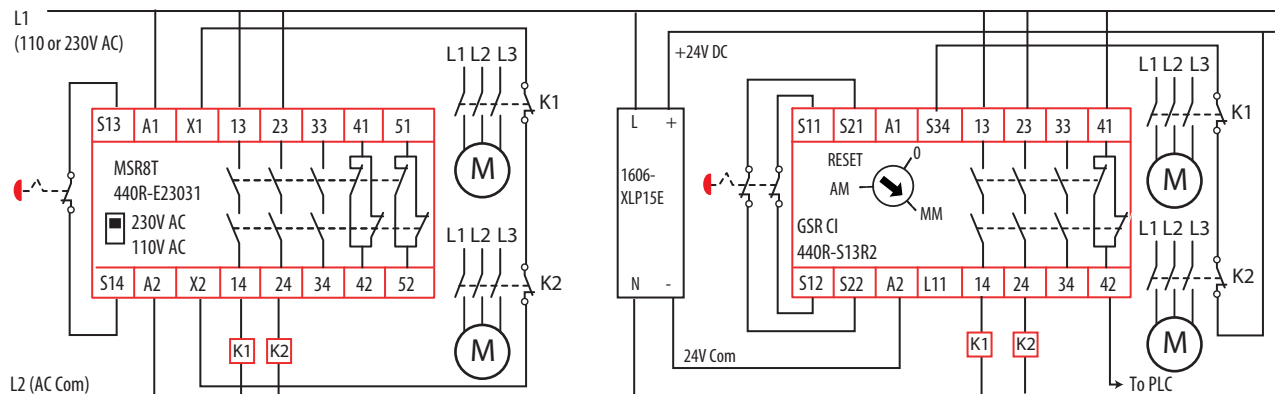 L1
(110 or 230V AC)
S13 A1 X1 13 23 33 41 51
MSR8T
440R-E23031
230V AC
110V AC
S14 A2 X2 14 24 34 42 52
K1 K2
L2 (AC Com)
L1 L2 L3
K1
M
L1 L2 L3
K2
M
+24V DC
L +
1606-
XLP15E
N -
24V Com
S11 S21 A1 S34 13 23 33 41
RESET
0
AM
MM
GSR CI
440R-S13R2
S12 S22 A2 L11 14 24 34 42
K1 K2
To PLC
L1 L2 L3
K1
M
L1 L2 L3
K2
M